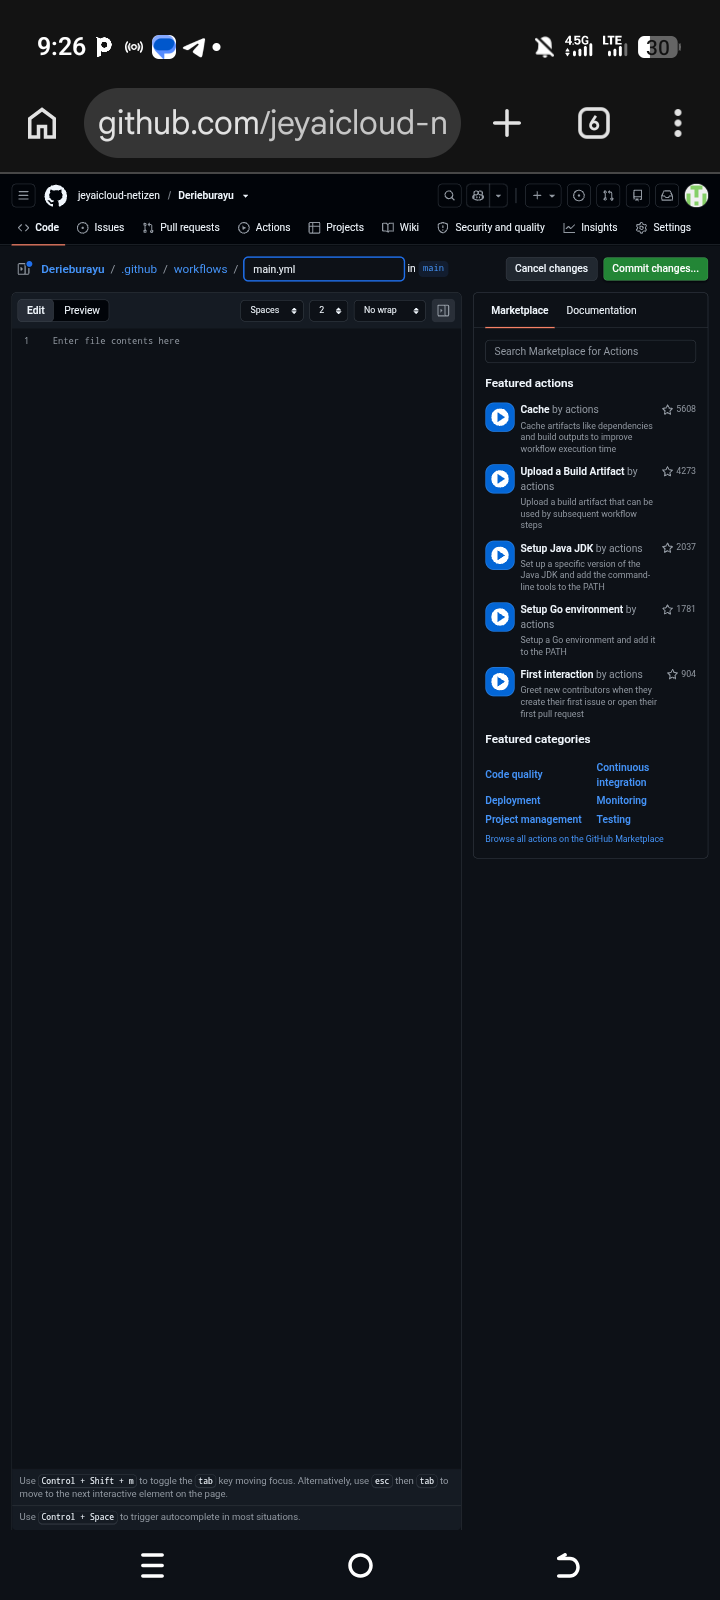 9:26
4.5G
LTE
30
github.com/jeyaicloud-n
6
jeyaicloud-netizen / Derieburayu
Code Issues Pull requests Actions Projects Wiki Security and quality Insights Settings
Derieburayu / .github / workflows / main.yml in main
Cancel changes Commit changes...
Edit Preview Spaces 2 No wrap
1 Enter file contents here
Marketplace Documentation
Search Marketplace for Actions
Featured actions
Cache by actions 5608
Cache artifacts like dependencies
and build outputs to improve
workflow execution time
Upload a Build Artifact by 4273
actions
Upload a build artifact that can be
used by subsequent workflow
steps
Setup Java JDK by actions 2037
Set up a specific version of the
Java JDK and add the command-
line tools to the PATH
Setup Go environment by 1781
actions
Setup a Go environment and add it
to the PATH
First interaction by actions 904
Greet new contributors when they
create their first issue or open their
first pull request
Featured categories
Code quality
Continuous
integration
Deployment Monitoring
Project management Testing
Browse all actions on the GitHub Marketplace
Use Control + Shift + m to toggle the tab key moving focus. Alternatively, use esc then tab to
move to the next interactive element on the page.
Use Control + Space to trigger autocomplete in most situations.